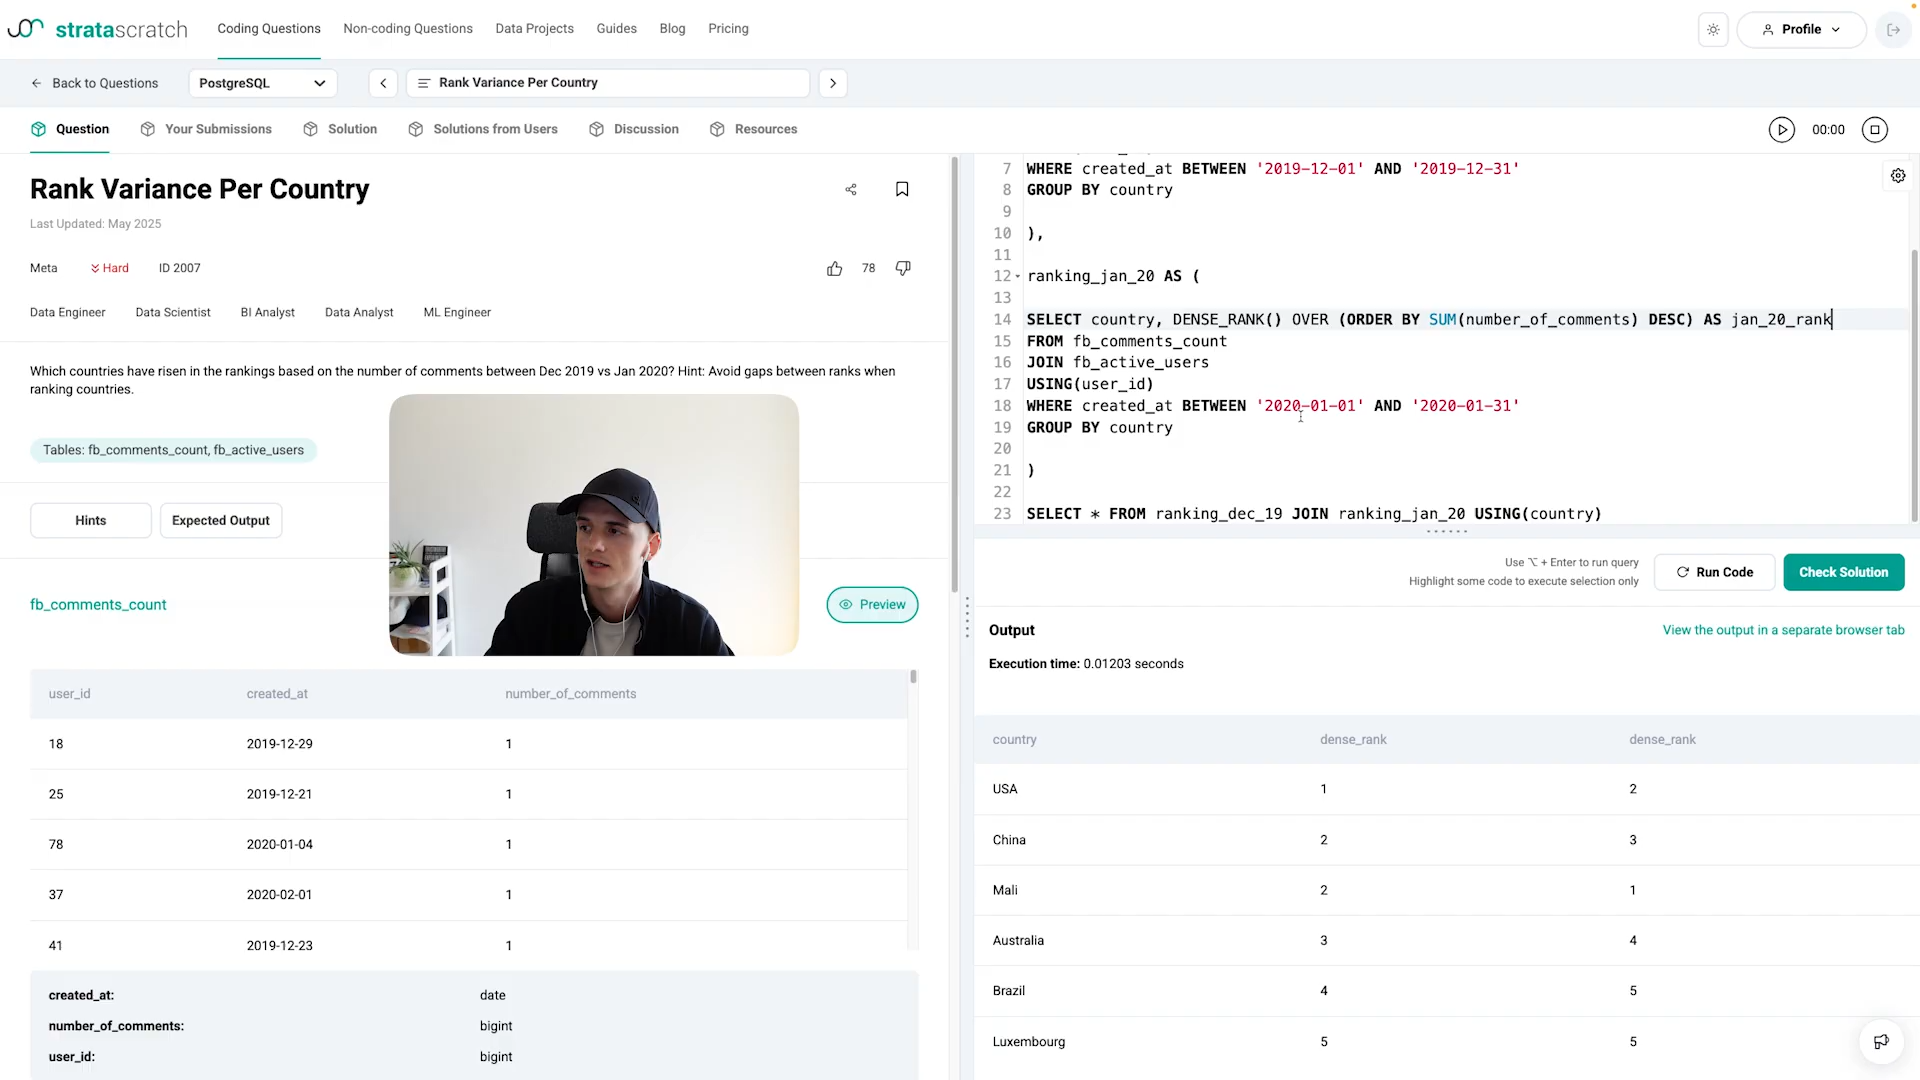 stratascratch
Coding Questions
Non-coding Questions
Data Projects
Guides
Blog
Pricing
Profile
Back to Questions
PostgreSQL
Rank Variance Per Country
Question
Your Submissions
Solution
Solutions from Users
Discussion
Resources
00:00
Rank Variance Per Country
Last Updated: May 2025
Meta
Hard
ID 2007
78
Data Engineer
Data Scientist
BI Analyst
Data Analyst
ML Engineer
Which countries have risen in the rankings based on the number of comments between Dec 2019 vs Jan 2020? Hint: Avoid gaps between ranks when
ranking countries.
Tables: fb_comments_count, fb_active_users
Hints
Expected Output
fb_comments_count
Preview
user_id created_at number_of_comments
18 2019-12-29 1
25 2019-12-21 1
78 2020-01-04 1
37 2020-02-01 1
41 2019-12-23 1
created_at: date
number_of_comments: bigint
user_id: bigint
7 WHERE created_at BETWEEN '2019-12-01' AND '2019-12-31'
8 GROUP BY country
9
10 ),
11
12 ranking_jan_20 AS (
13
14 SELECT country, DENSE_RANK() OVER (ORDER BY SUM(number_of_comments) DESC) AS jan_20_rank
15 FROM fb_comments_count
16 JOIN fb_active_users
17 USING(user_id)
18 WHERE created_at BETWEEN '2020-01-01' AND '2020-01-31'
19 GROUP BY country
20
21 )
22
23 SELECT * FROM ranking_dec_19 JOIN ranking_jan_20 USING(country)
Use ⌥ + Enter to run query
Highlight some code to execute selection only
Run Code
Check Solution
Output
View the output in a separate browser tab
Execution time: 0.01203 seconds
country dense_rank dense_rank
USA 1 2
China 2 3
Mali 2 1
Australia 3 4
Brazil 4 5
Luxembourg 5 5